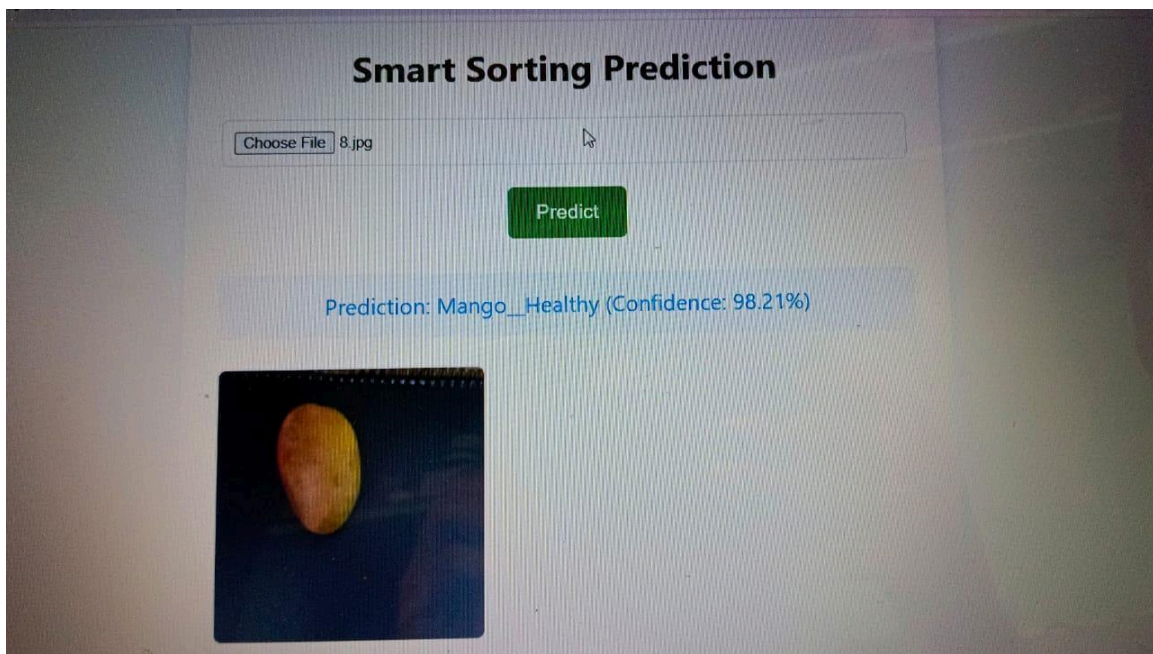 Smart Sorting Prediction
Choose File 8.jpg
Predict
Prediction: Mango__Healthy (Confidence: 98.21%)